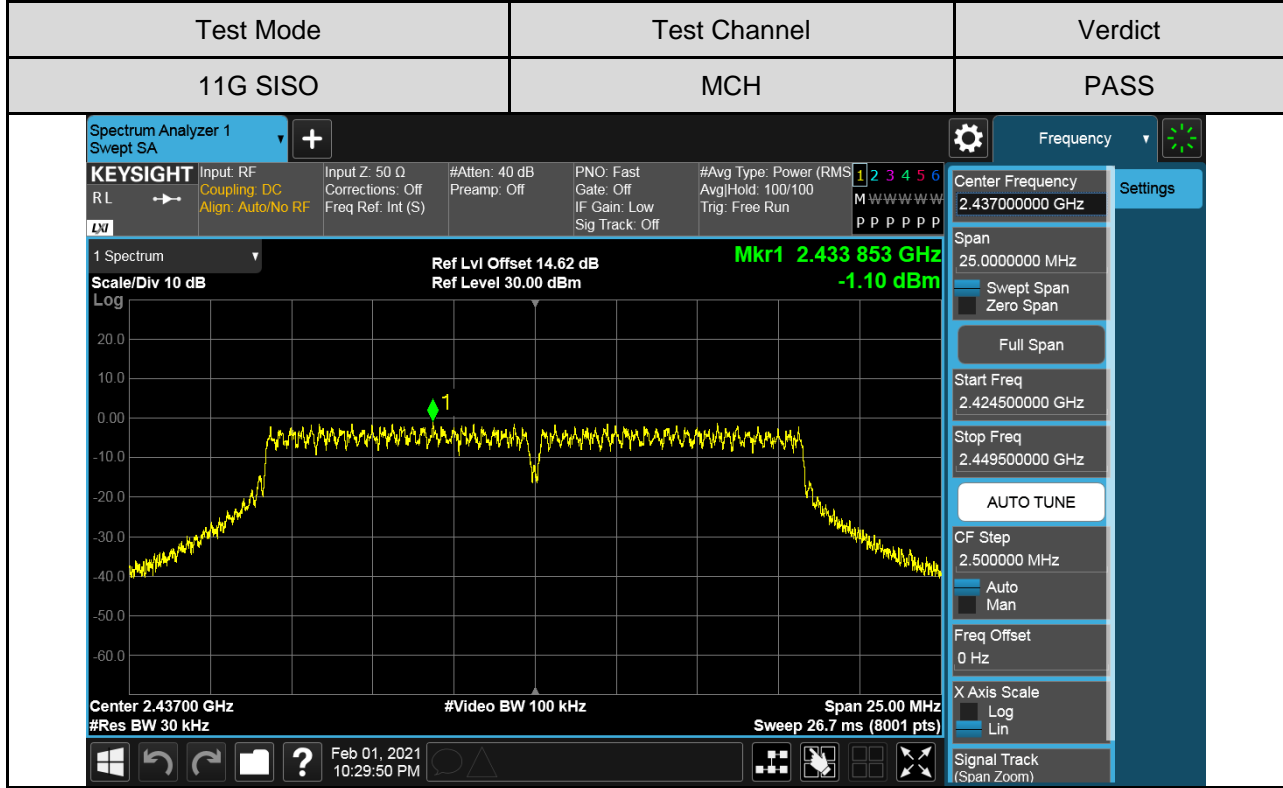 Test Mode Test Channel Verdict
11G SISO MCH PASS
Spectrum Analyzer 1
Swept SA
Frequency
KEYSIGHT Input: RF Input Z: 50 Ω #Atten: 40 dB PNO: Fast #Avg Type: Power (RMS 1 2 3 4 5 6
RL Coupling: DC Corrections: Off Preamp: Off Gate: Off Avg|Hold: 100/100 M W W W W W
Align: Auto/No RF Freq Ref: Int (S) IF Gain: Low Trig: Free Run
LXI Sig Track: Off P P P P P P
1 Spectrum
Scale/Div 10 dB
Ref Lvl Offset 14.62 dB
Ref Level 30.00 dBm
Mkr1 2.433 853 GHz
-1.10 dBm
Log
20.0
10.0
0.00
-10.0
-20.0
-30.0
-40.0
-50.0
-60.0
1
Center 2.43700 GHz #Video BW 100 kHz Span 25.00 MHz
#Res BW 30 kHz Sweep 26.7 ms (8001 pts)
?
Feb 01, 2021
10:29:50 PM
Center Frequency
2.437000000 GHz
Settings
Span
25.0000000 MHz
Swept Span
Zero Span
Full Span
Start Freq
2.424500000 GHz
Stop Freq
2.449500000 GHz
AUTO TUNE
CF Step
2.500000 MHz
Auto
Man
Freq Offset
0 Hz
X Axis Scale
Log
Lin
Signal Track
(Span Zoom)